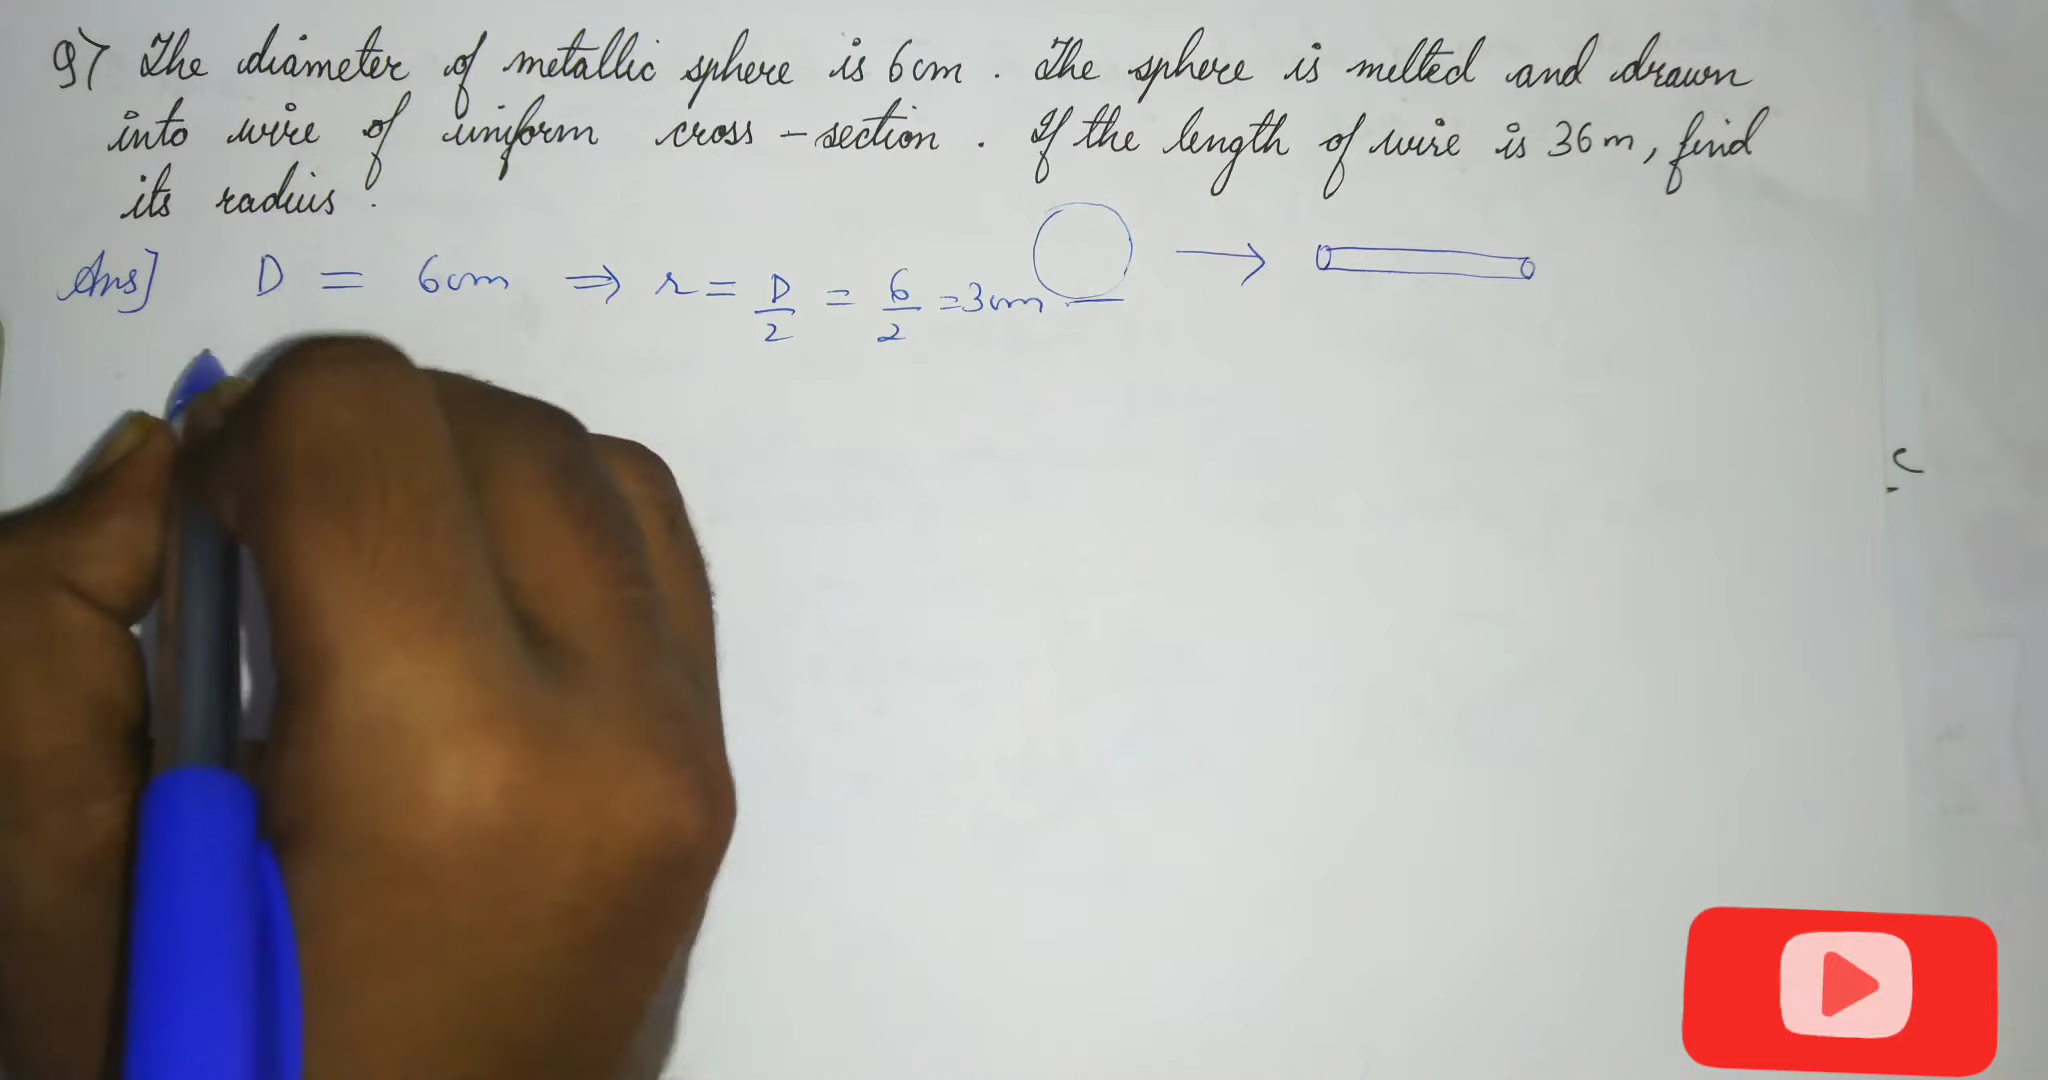 9) The diameter of metallic sphere is 6cm. The sphere is melted and drawn
into wire of uniform cross-section. If the length of wire is 36m, find
its radius.
Ans] D = 6cm ⇒ r = D/2 = 6/2 = 3cm